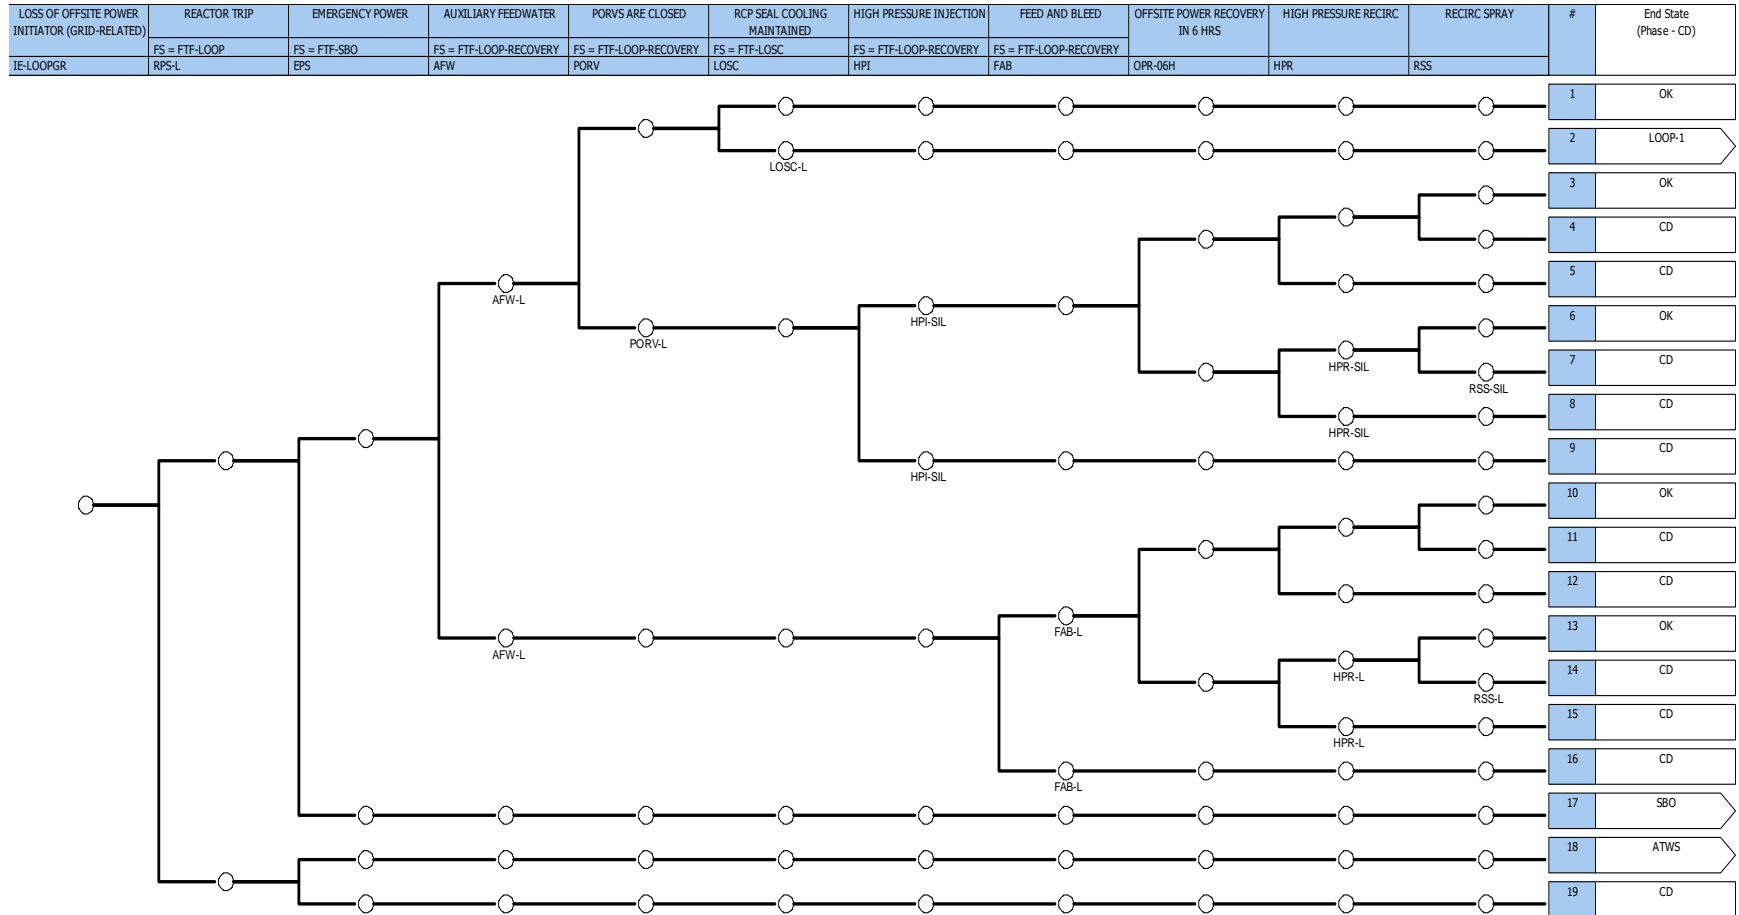 LOSS OF OFFSITE POWER
INITIATOR (GRID-RELATED)
IE-LOOPGR
REACTOR TRIP
FS = FTF-LOOP
RPS-L
EMERGENCY POWER
FS = FTF-SBO
EPS
AUXILIARY FEEDWATER
FS = FTF-LOOP-RECOVERY
AFW
PORVS ARE CLOSED
FS = FTF-LOOP-RECOVERY
PORV
RCP SEAL COOLING
MAINTAINED
FS = FTF-LOSC
LOSC
HIGH PRESSURE INJECTION
FS = FTF-LOOP-RECOVERY
HPI
FEED AND BLEED
FS = FTF-LOOP-RECOVERY
FAB
OFFSITE POWER RECOVERY
IN 6 HRS
OPR-06H
HIGH PRESSURE RECIRC
HPR
RECIRC SPRAY
RSS
#
End State
(Phase - CD)
1 OK
2 LOOP-1
LOSC-L
3 OK
4 CD
5 CD
AFW-L
HPI-SIL
6 OK
PORV-L
7 CD
HPR-SIL
RSS-SIL
8 CD
HPR-SIL
9 CD
HPI-SIL
10 OK
11 CD
12 CD
FAB-L
13 OK
AFW-L
14 CD
HPR-L
RSS-L
15 CD
HPR-L
16 CD
FAB-L
17 SBO
18 ATWS
19 CD